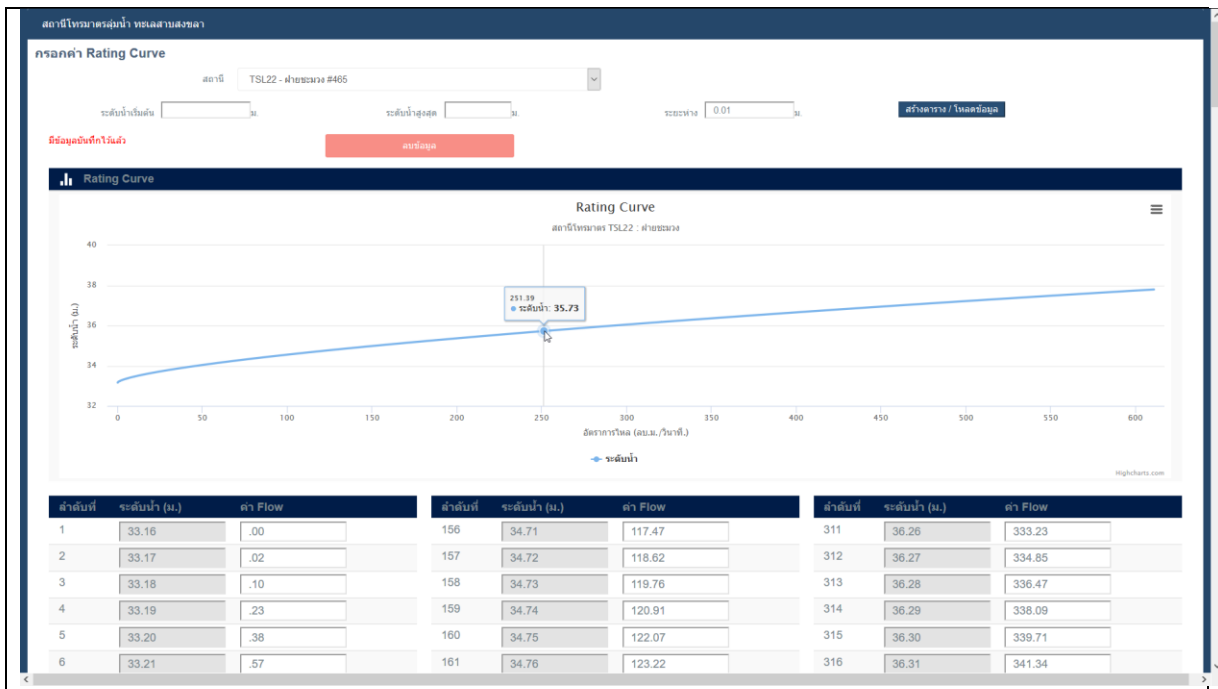 สถานีโทรมาตรลุ่มน้ำ ทะเลสาบสงขลา
กรอกค่า Rating Curve
สถานี TSL22 - ฝายชะมวง #465
ระดับน้ำเริ่มต้น ม. ระดับน้ำสูงสุด ม. ระยะห่าง 0.01 ม. สร้างตาราง / โหลดข้อมูล
มีข้อมูลบันทึกไว้แล้ว ลบข้อมูล
Rating Curve
Rating Curve
สถานีโทรมาตร TSL22 : ฝายชะมวง
40
38
36
34
32
ระดับน้ำ (ม.)
251.39
ระดับน้ำ: 35.73
0 50 100 150 200 250 300 350 400 450 500 550 600
อัตราการไหล (ลบ.ม./วินาที.)
ระดับน้ำ
Highcharts.com
ลำดับที่ ระดับน้ำ (ม.) ค่า Flow ลำดับที่ ระดับน้ำ (ม.) ค่า Flow ลำดับที่ ระดับน้ำ (ม.) ค่า Flow
1 33.16 .00 156 34.71 117.47 311 36.26 333.23
2 33.17 .02 157 34.72 118.62 312 36.27 334.85
3 33.18 .10 158 34.73 119.76 313 36.28 336.47
4 33.19 .23 159 34.74 120.91 314 36.29 338.09
5 33.20 .38 160 34.75 122.07 315 36.30 339.71
6 33.21 .57 161 34.76 123.22 316 36.31 341.34